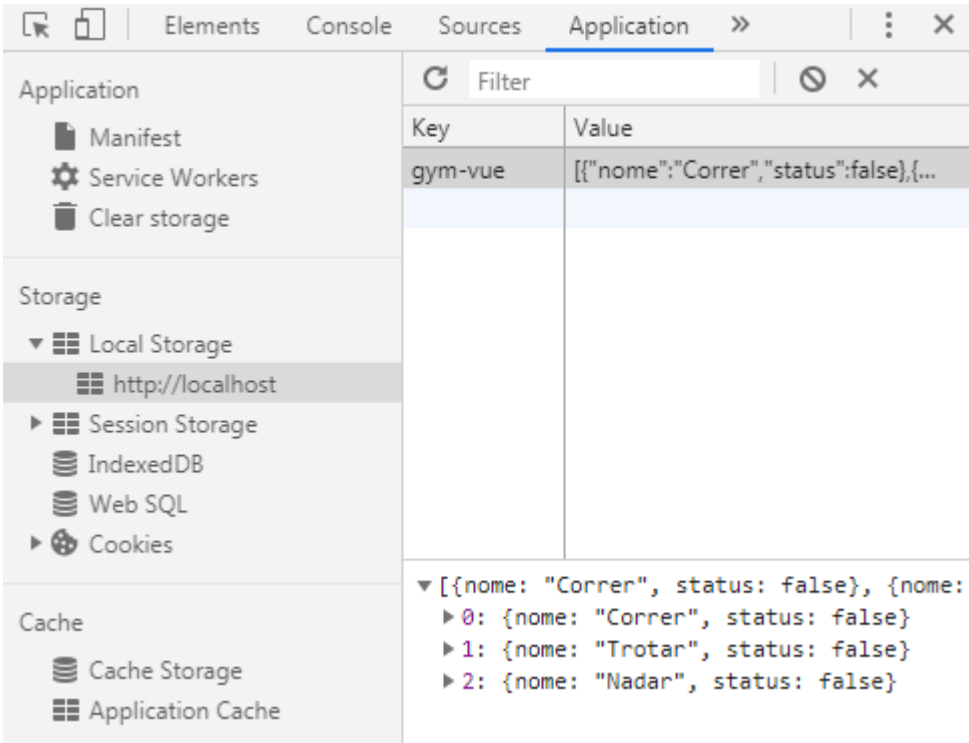 Elements Console Sources Application »
Application
Manifest
Service Workers
Clear storage
Storage
Local Storage
http://localhost
Session Storage
IndexedDB
Web SQL
Cookies
Cache
Cache Storage
Application Cache
Filter
Key Value
gym-vue [{"nome":"Correr","status":false},{...
[{nome: "Correr", status: false}, {nome:
0: {nome: "Correr", status: false}
1: {nome: "Trotar", status: false}
2: {nome: "Nadar", status: false}